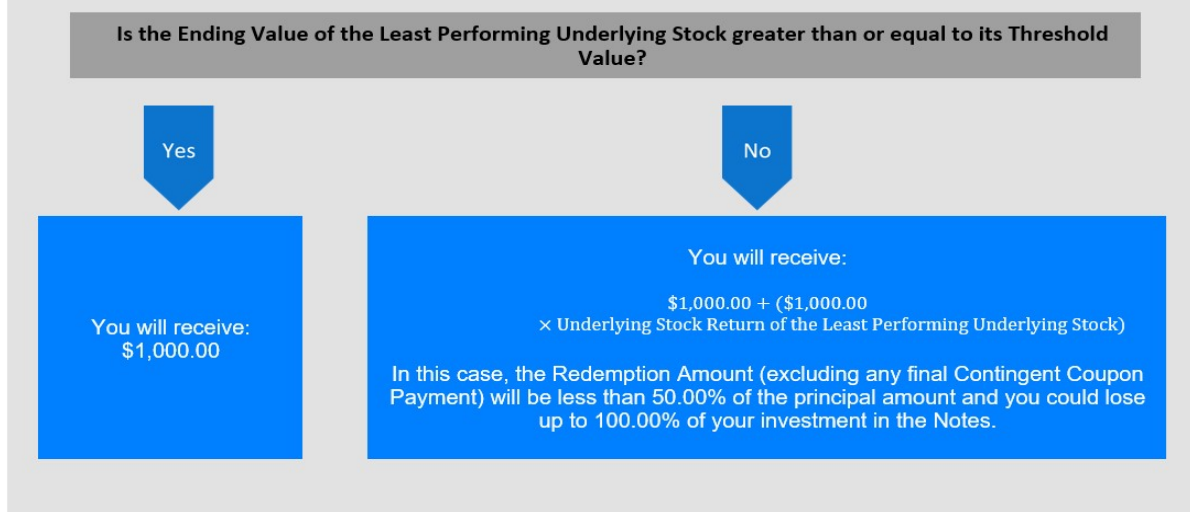 Is the Ending Value of the Least Performing Underlying Stock greater than or equal to its Threshold
Value?
Yes
No
You will receive:
$1,000.00
You will receive:
$1,000.00 + ($1,000.00
× Underlying Stock Return of the Least Performing Underlying Stock)
In this case, the Redemption Amount (excluding any final Contingent Coupon
Payment) will be less than 50.00% of the principal amount and you could lose
up to 100.00% of your investment in the Notes.